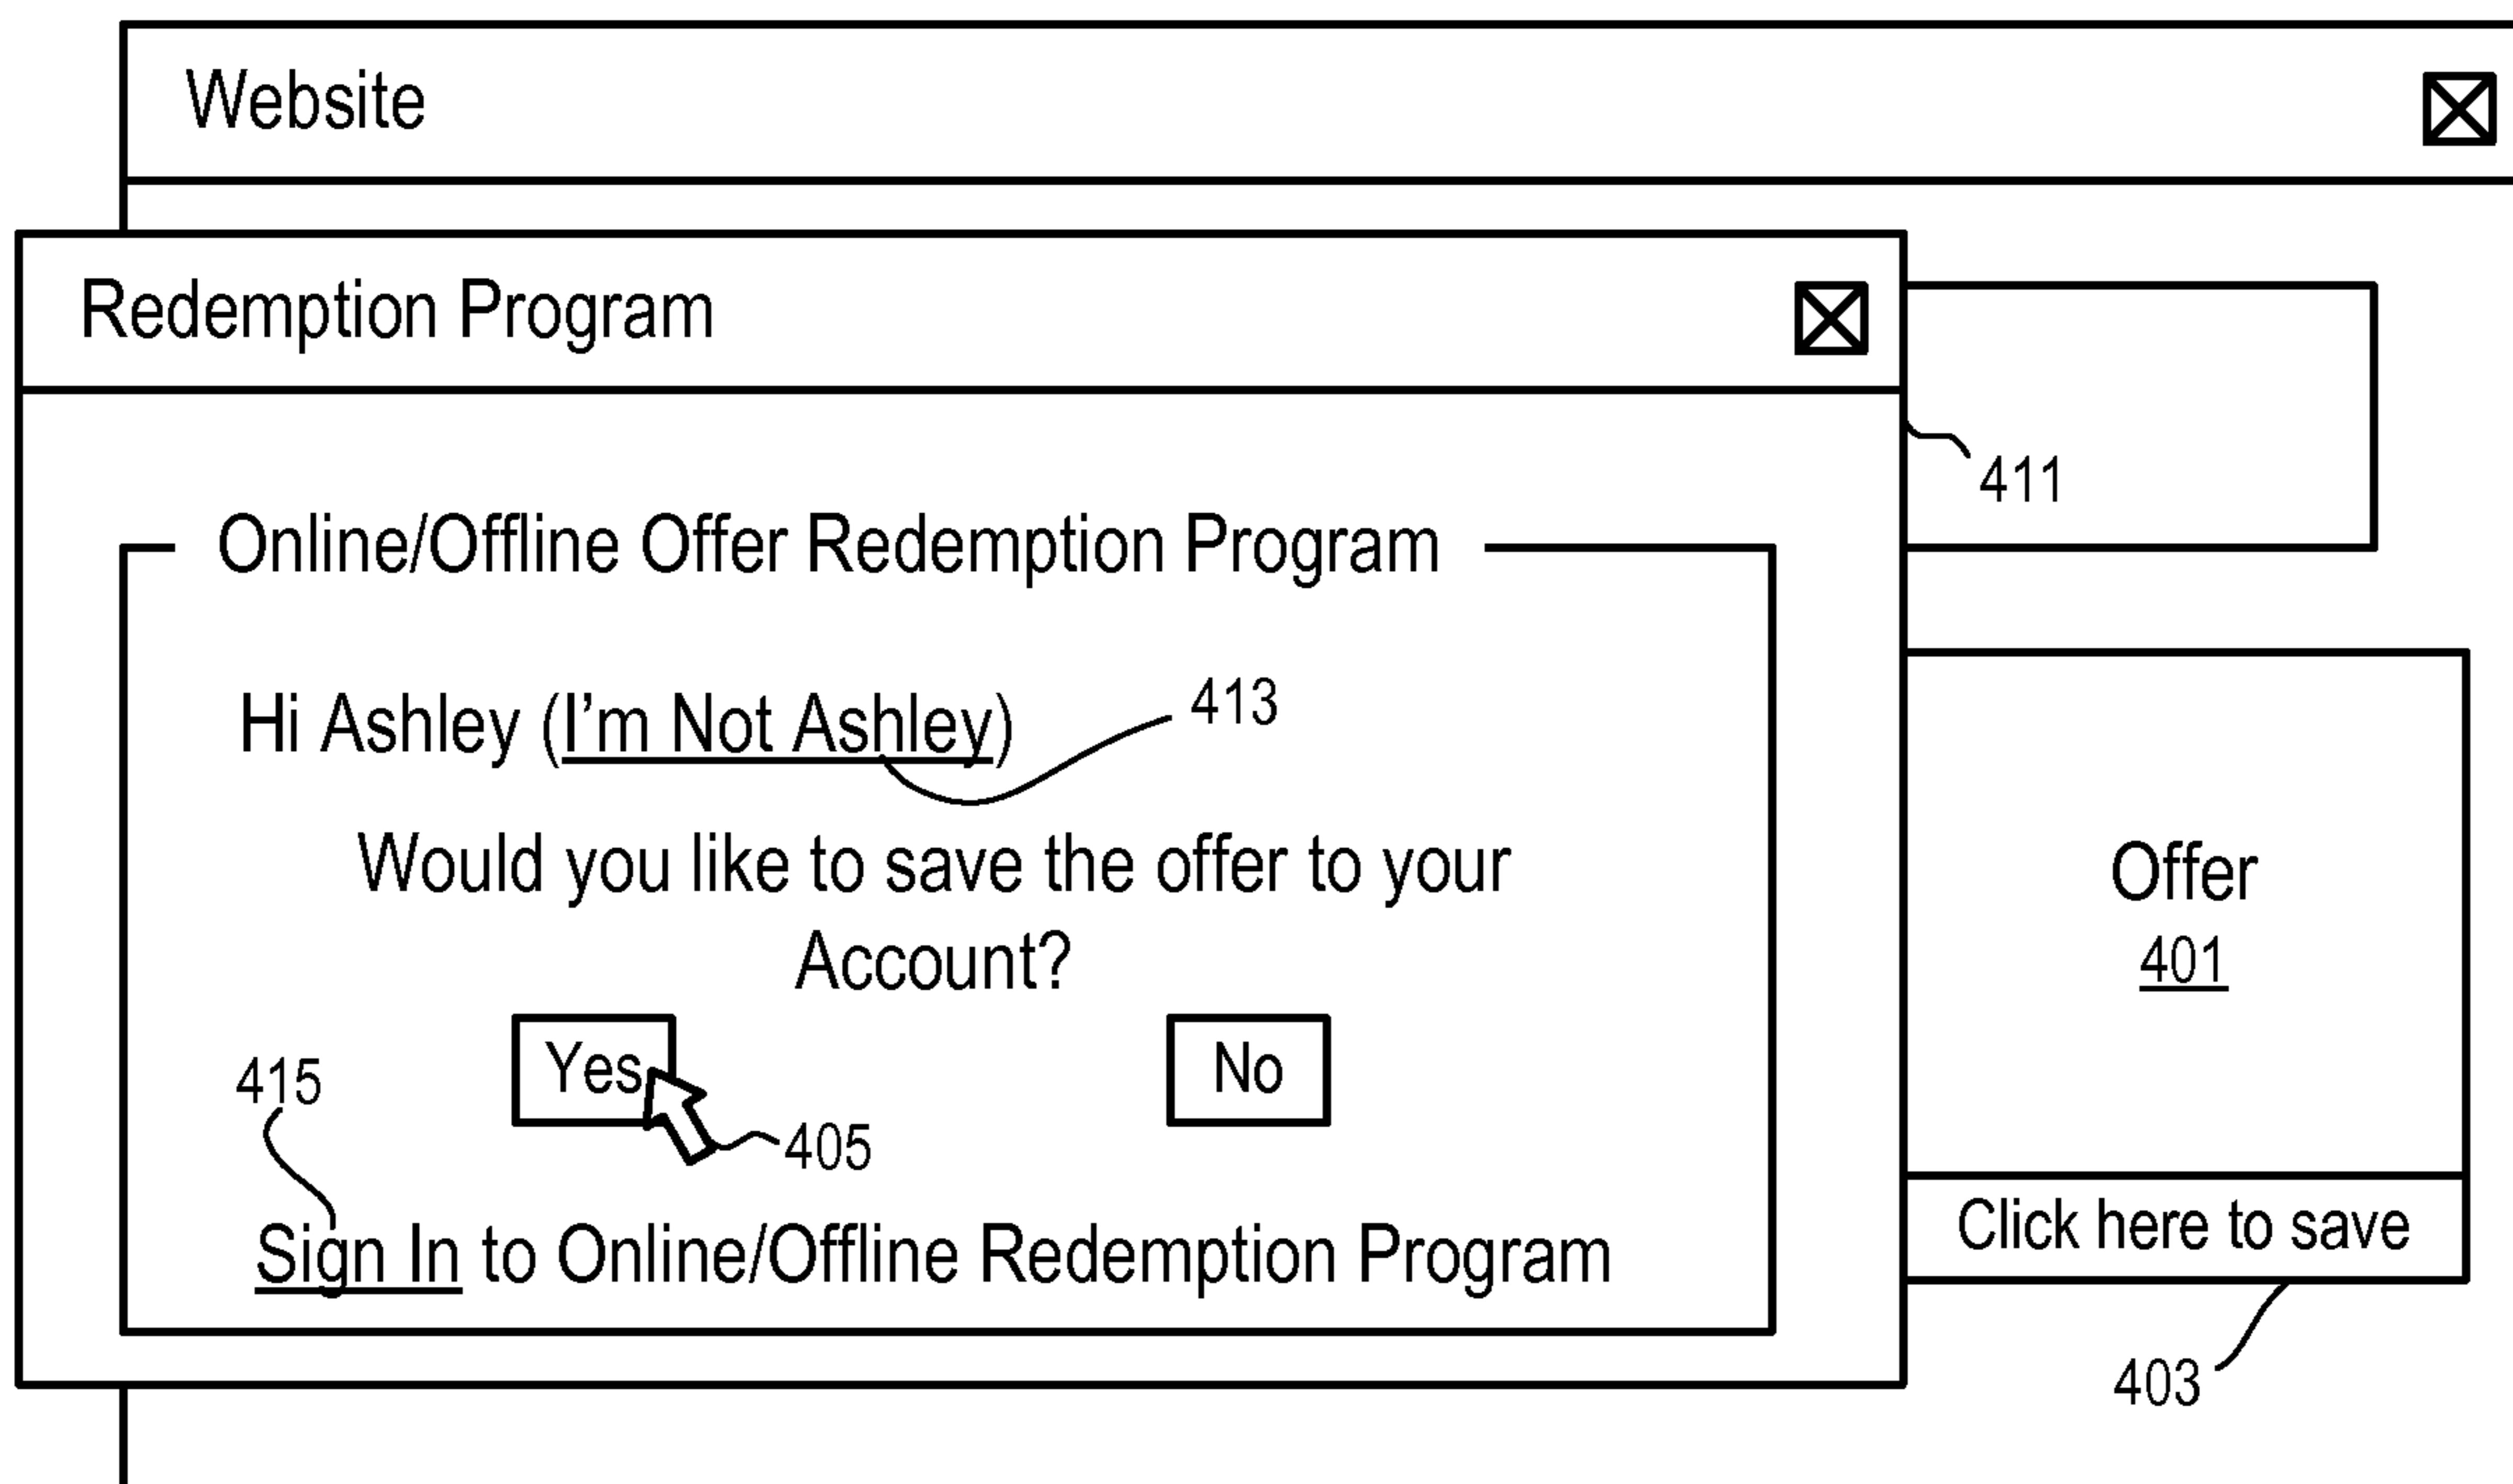 Website
Redemption Program
411
Online/Offline Offer Redemption Program
Hi Ashley (I'm Not Ashley)
413
Would you like to save the offer to your
Account?
Offer
401
Yes
No
415
405
Sign In to Online/Offline Redemption Program
Click here to save
403